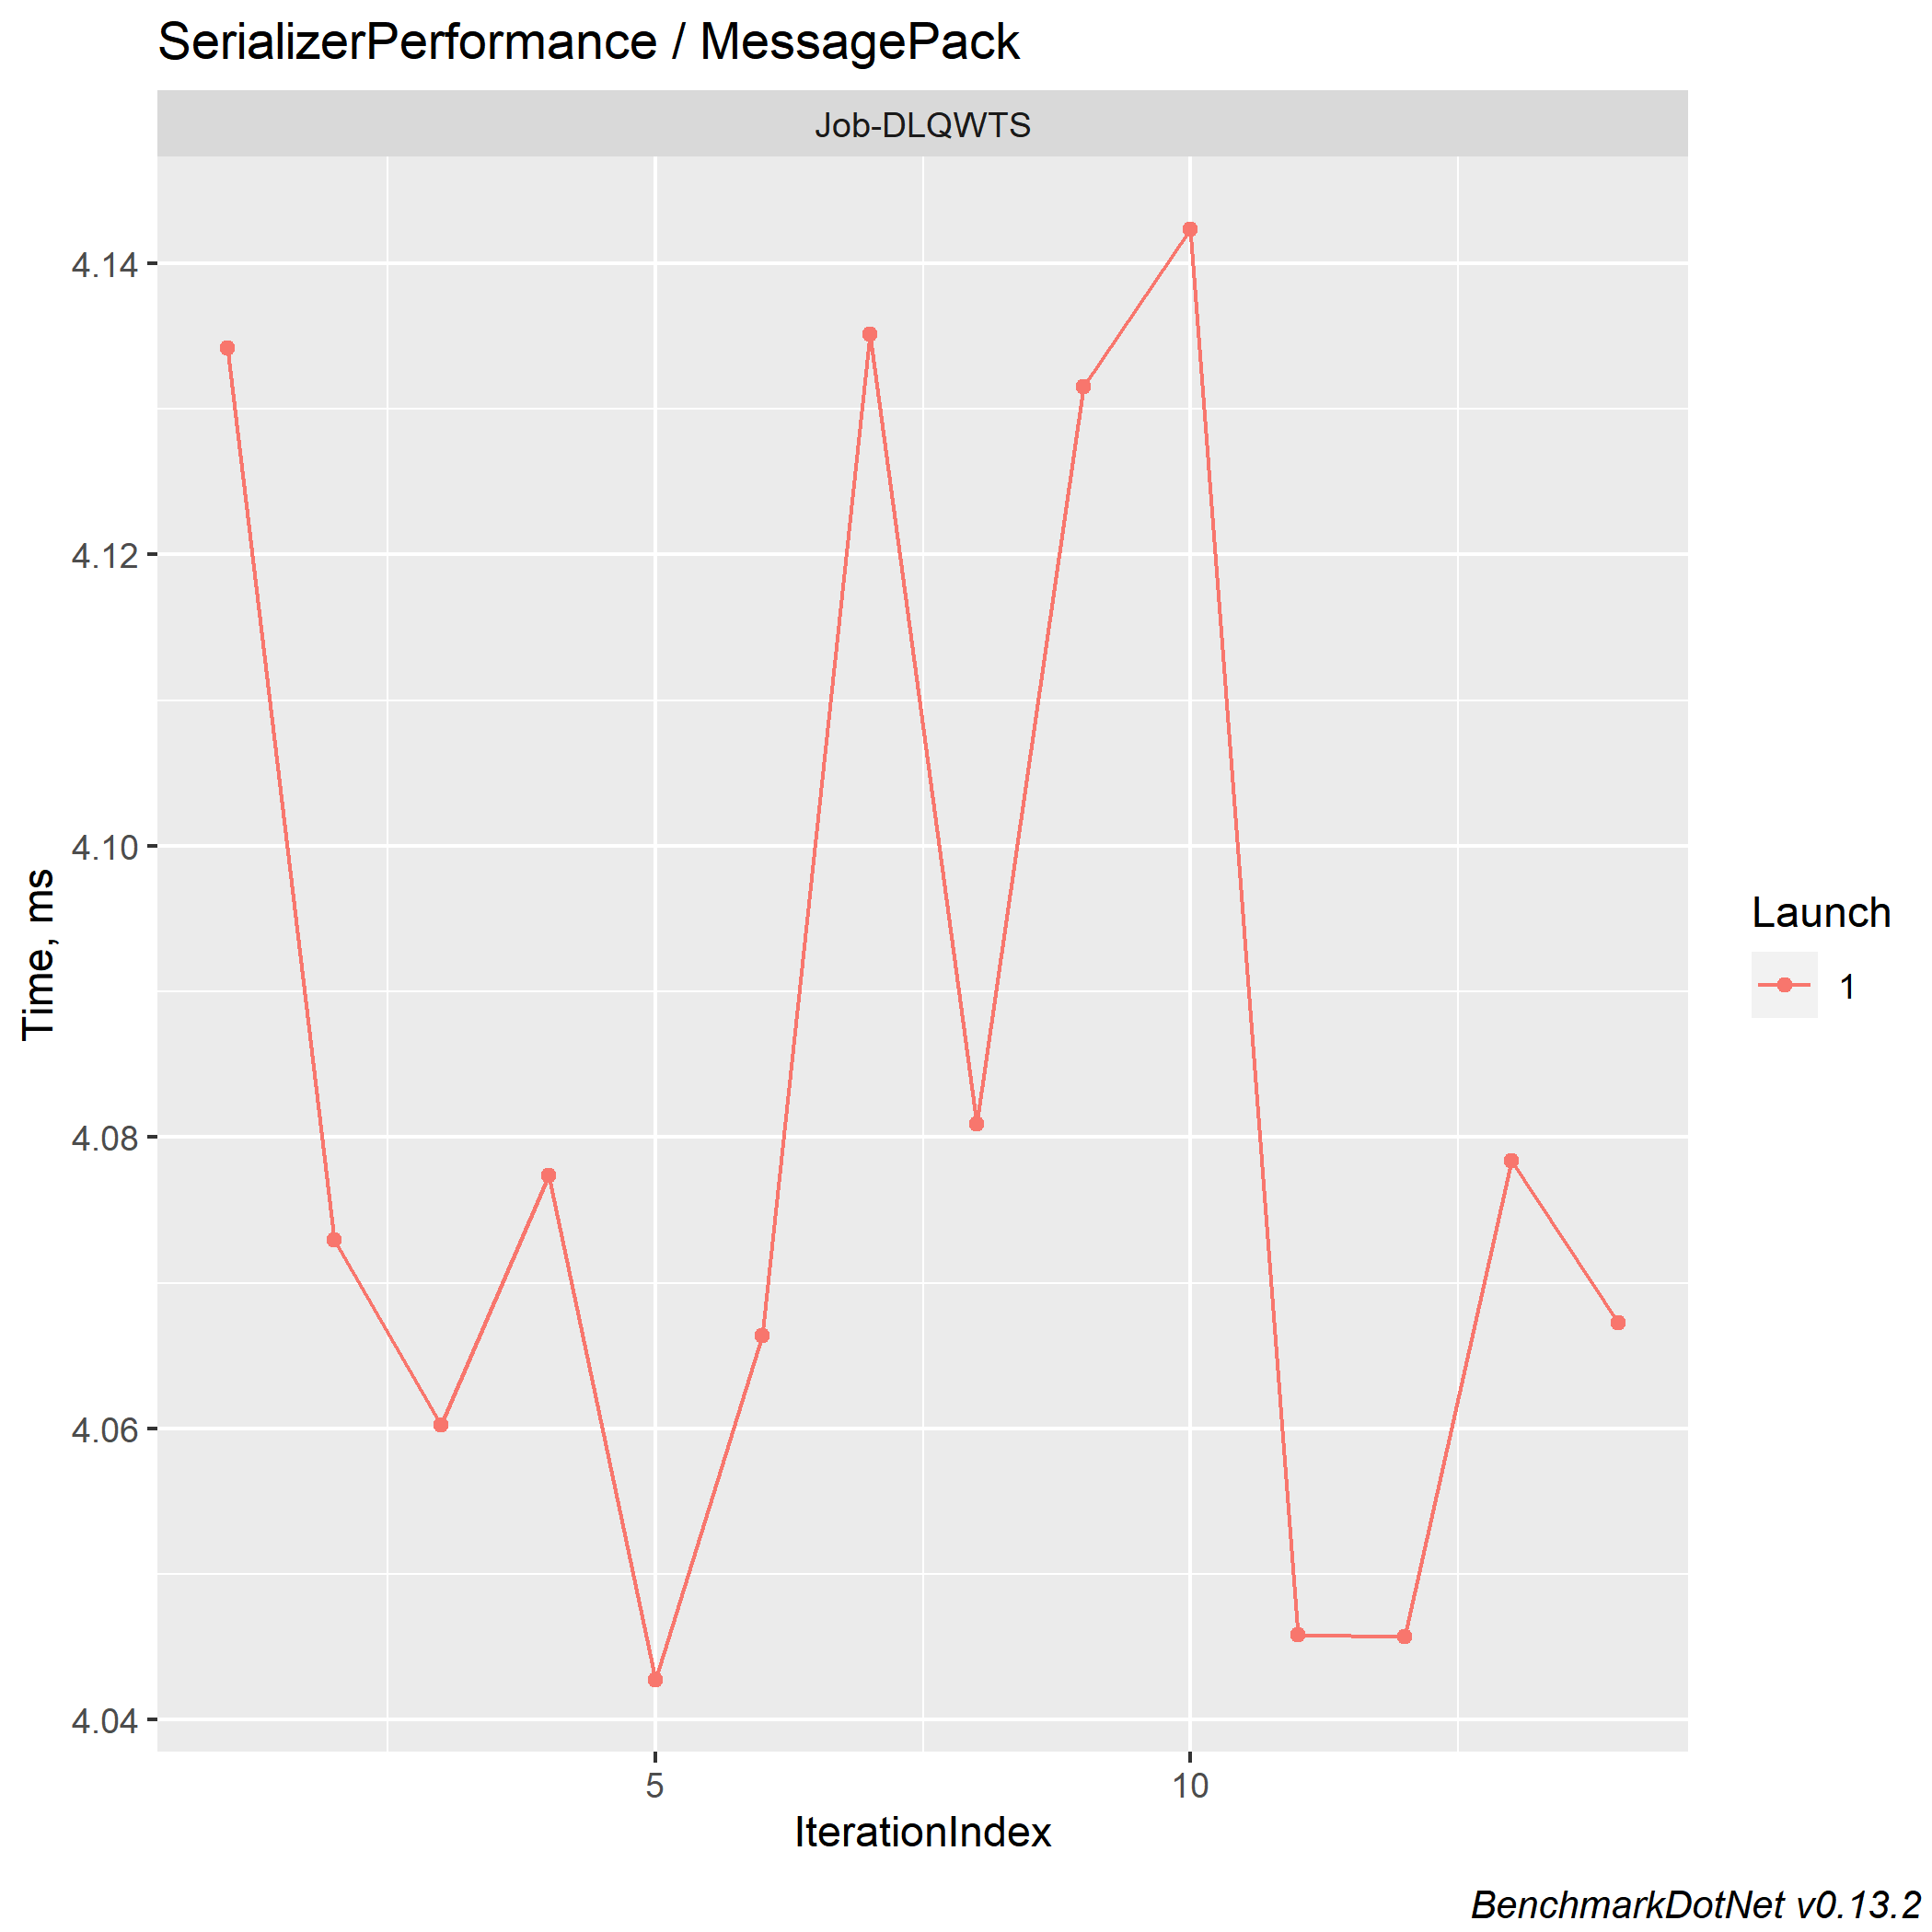 SerializerPerformance / MessagePack
Job-DLQWTS
4.14
4.12
4.10
4.08
4.06
4.04
Time, ms
5
10
IterationIndex
Launch
1
BenchmarkDotNet v0.13.2